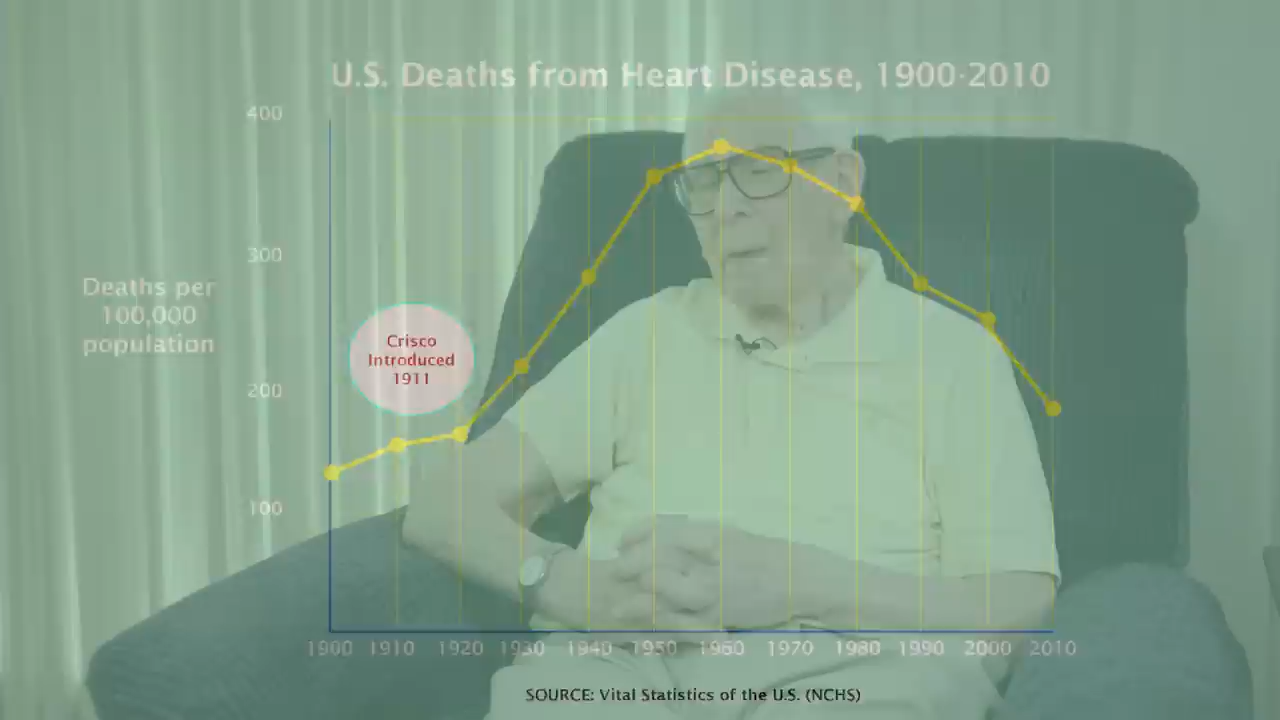 U.S. Deaths from Heart Disease, 1900-2010
400
300
Deaths per
100,000
population
Crisco
Introduced
1911
200
100
1900 1910 1920 1930 1940 1950 1960 1970 1980 1990 2000 2010
SOURCE: Vital Statistics of the U.S. (NCHS)